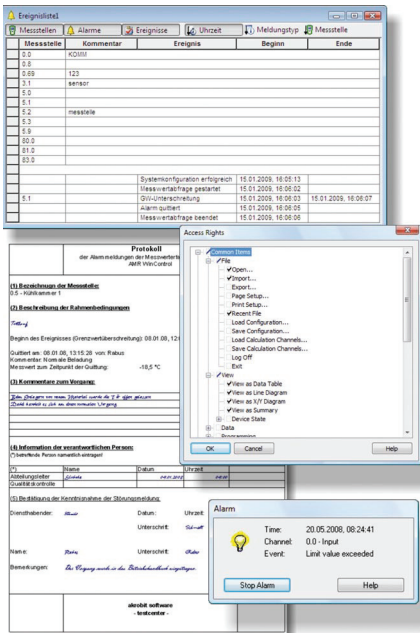 Ereignisliste1
Messstellen Alarme Ereignisse Uhrzeit Meldungstyp Messstelle
Messstelle Kommentar Ereignis Beginn Ende
0.0 KOMM
0.6
0.69 123
3.1 sensor
5.0
5.1
5.2 messtelle
5.3
5.9
80.0
81.0
83.0
Systemkonfiguration erfolgreich 15.01.2009, 16:05:13
Messwertabfrage gestartet 15.01.2009, 16:06:02
5.1 GW-Unterschreitung 15.01.2009, 16:06:03 15.01.2009, 16:06:07
Alarm quittiert 15.01.2009, 16:06:05
Messwertabfrage beendet 15.01.2009, 16:06:06
Protokoll
der Alarmmeldungen der Messwerterfa
AMR WinControl
(1) Bezeichnung der Messstelle:
0.5 - Kühlkammer 1
(2) Beschreibung der Rahmenbedingungen
Beginn des Ereignisses (Grenzwertüberschreitung): 08.01.08, 12:
Quittiert am: 08.01.08, 13:15:28 von: Rabus
Kommentar: Normale Beladung
Messwert zum Zeitpunkt der Quittung: -18,5 °C
(3) Kommentare zum Vorgang:
(4) Information der verantwortlichen Person:
(*) betreffende Person namentlich eintragen!
(*) Name Datum Uhrzeit
Abteilungsleiter
Qualitätskontrolle
(5) Bestätigung der Kenntnisnahme der Störungsmeldung:
Diensthabender: Datum: Uhrzeit:
Unterschrift:
Name: Rabus Unterschrift: Rabus
Bemerkungen: Der Vorgang wurde in das Betriebshandbuch eingetragen.
akrobit software
- testcenter -
Access Rights
Common Items
File
Open...
Import...
Export...
Page Setup...
Print Setup...
Recent File
Load Configuration...
Save Configuration...
Load Calculation Channels...
Save Calculation Channels...
Log Off
Exit
View
View as Data Table
View as Line Diagram
View as X/Y Diagram
View as Summary
Device State
Data
Programming
OK Cancel Help
Alarm
Time: 20.05.2008, 08:24:41
Channel: 0.0 - Input
Event: Limit value exceeded
Stop Alarm Help